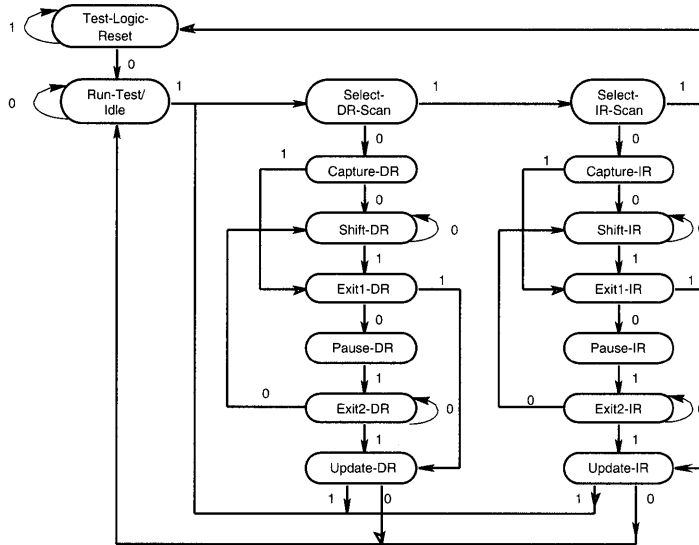 1
Test-Logic-
Reset
0
0
Run-Test/
Idle
1
Select-
DR-Scan
1
Select-
IR-Scan
1
0
0
1
Capture-DR
1
Capture-IR
0
0
Shift-DR
0
Shift-IR
1
1
Exit1-DR
1
Exit1-IR
1
0
0
Pause-DR
Pause-IR
1
1
0
Exit2-DR
0
0
Exit2-IR
1
1
Update-DR
Update-IR
1
0
1
0